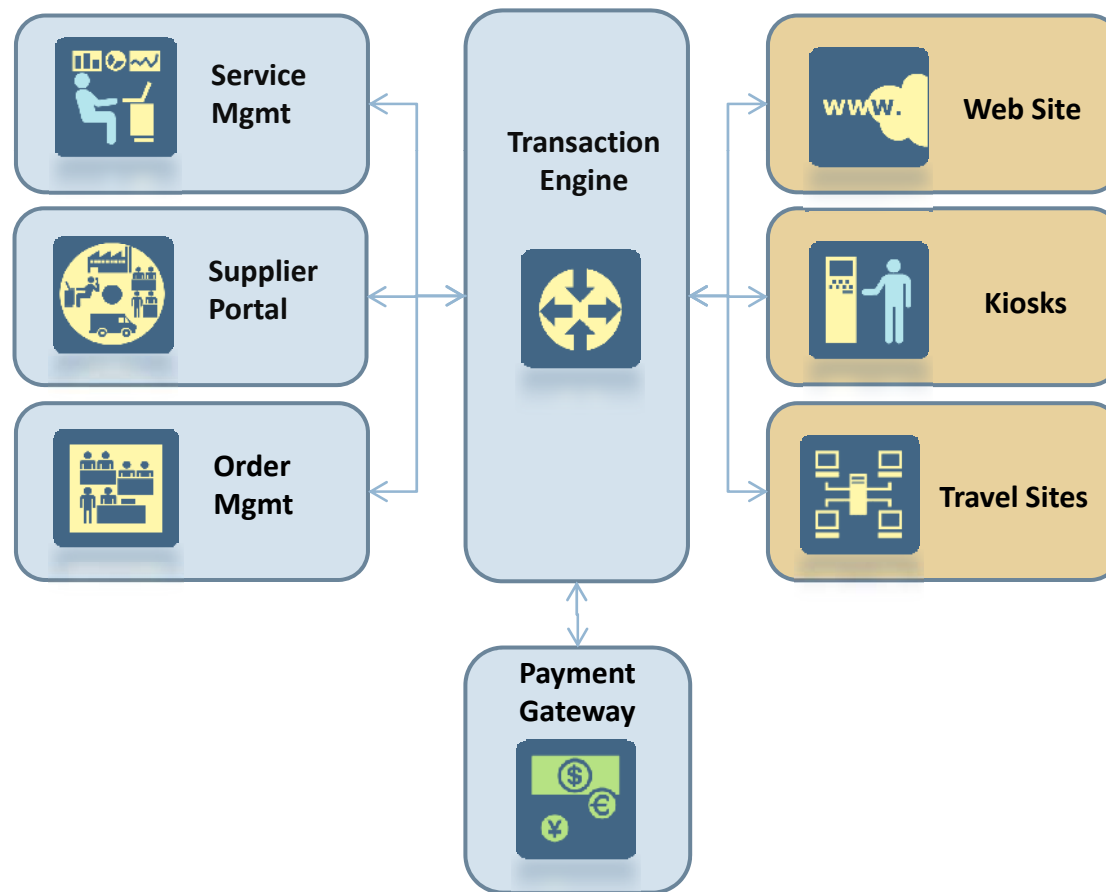 Service
Mgmt
Transaction
Engine
www.
Web Site
Supplier
Portal
Kiosks
Order
Mgmt
Travel Sites
Payment
Gateway
$
€
¥